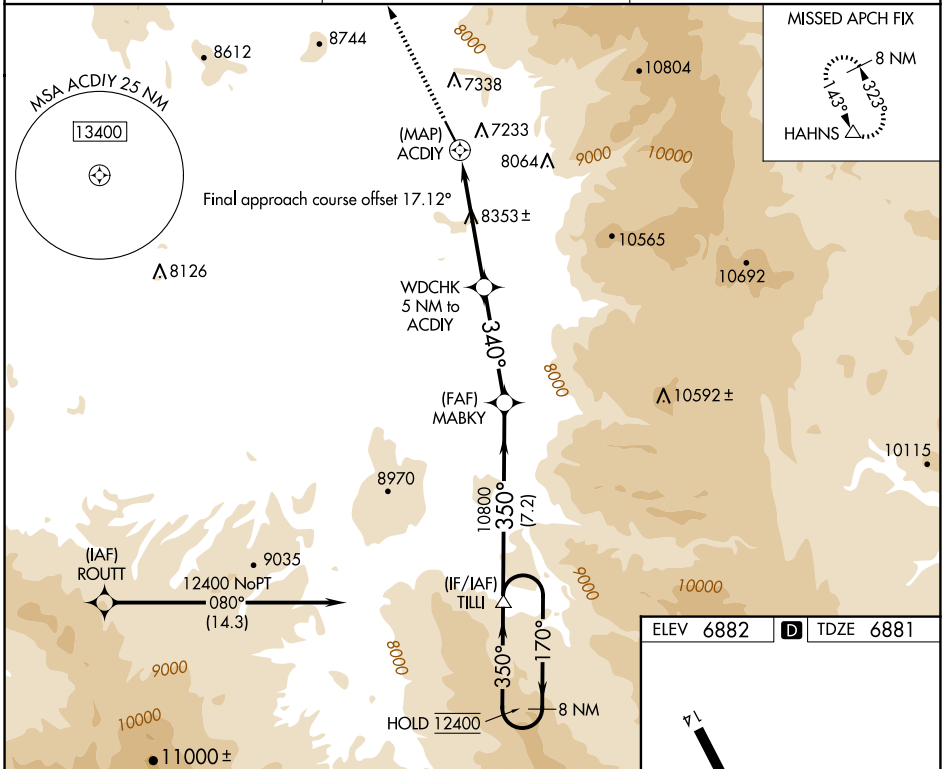 MISSED APCH FIX
8 NM
143°
323°
HAHNS
8612
8744
8000
7338
10804
MSA ACDIY 25 NM
13400
(MAP)
ACDIY
7233
8064
9000
10000
Final approach course offset 17.12°
8353 ±
10565
10692
8126
WDCHK
5 NM to
ACDIY
340°
8000
(FAF)
MABKY
10592 ±
10115
8970
10800
350°
(7.2)
(IAF)
ROUTT
9035
12400 NoPT
080°
(14.3)
(IF/IAF)
TILLI
9000
10000
8000
350°
170°
HOLD 12400
8 NM
9000
10000
11000 ±
ELEV 6882
D
TDZE 6881
14